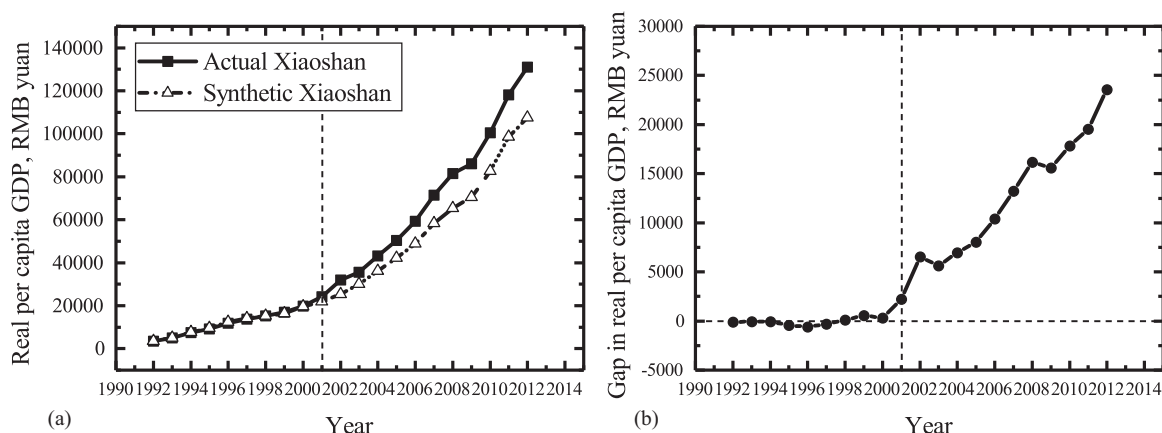 Real per capita GDP, RMB yuan
140000
120000
100000
80000
60000
40000
20000
0
Actual Xiaoshan
Synthetic Xiaoshan
1990 1992 1994 1996 1998 2000 2002 2004 2006 2008 2010 2012 2014
Year
(a)
Gap in real per capita GDP, RMB yuan
30000
25000
20000
15000
10000
5000
0
-5000
1990 1992 1994 1996 1998 2000 2002 2004 2006 2008 2010 2012 2014
Year
(b)